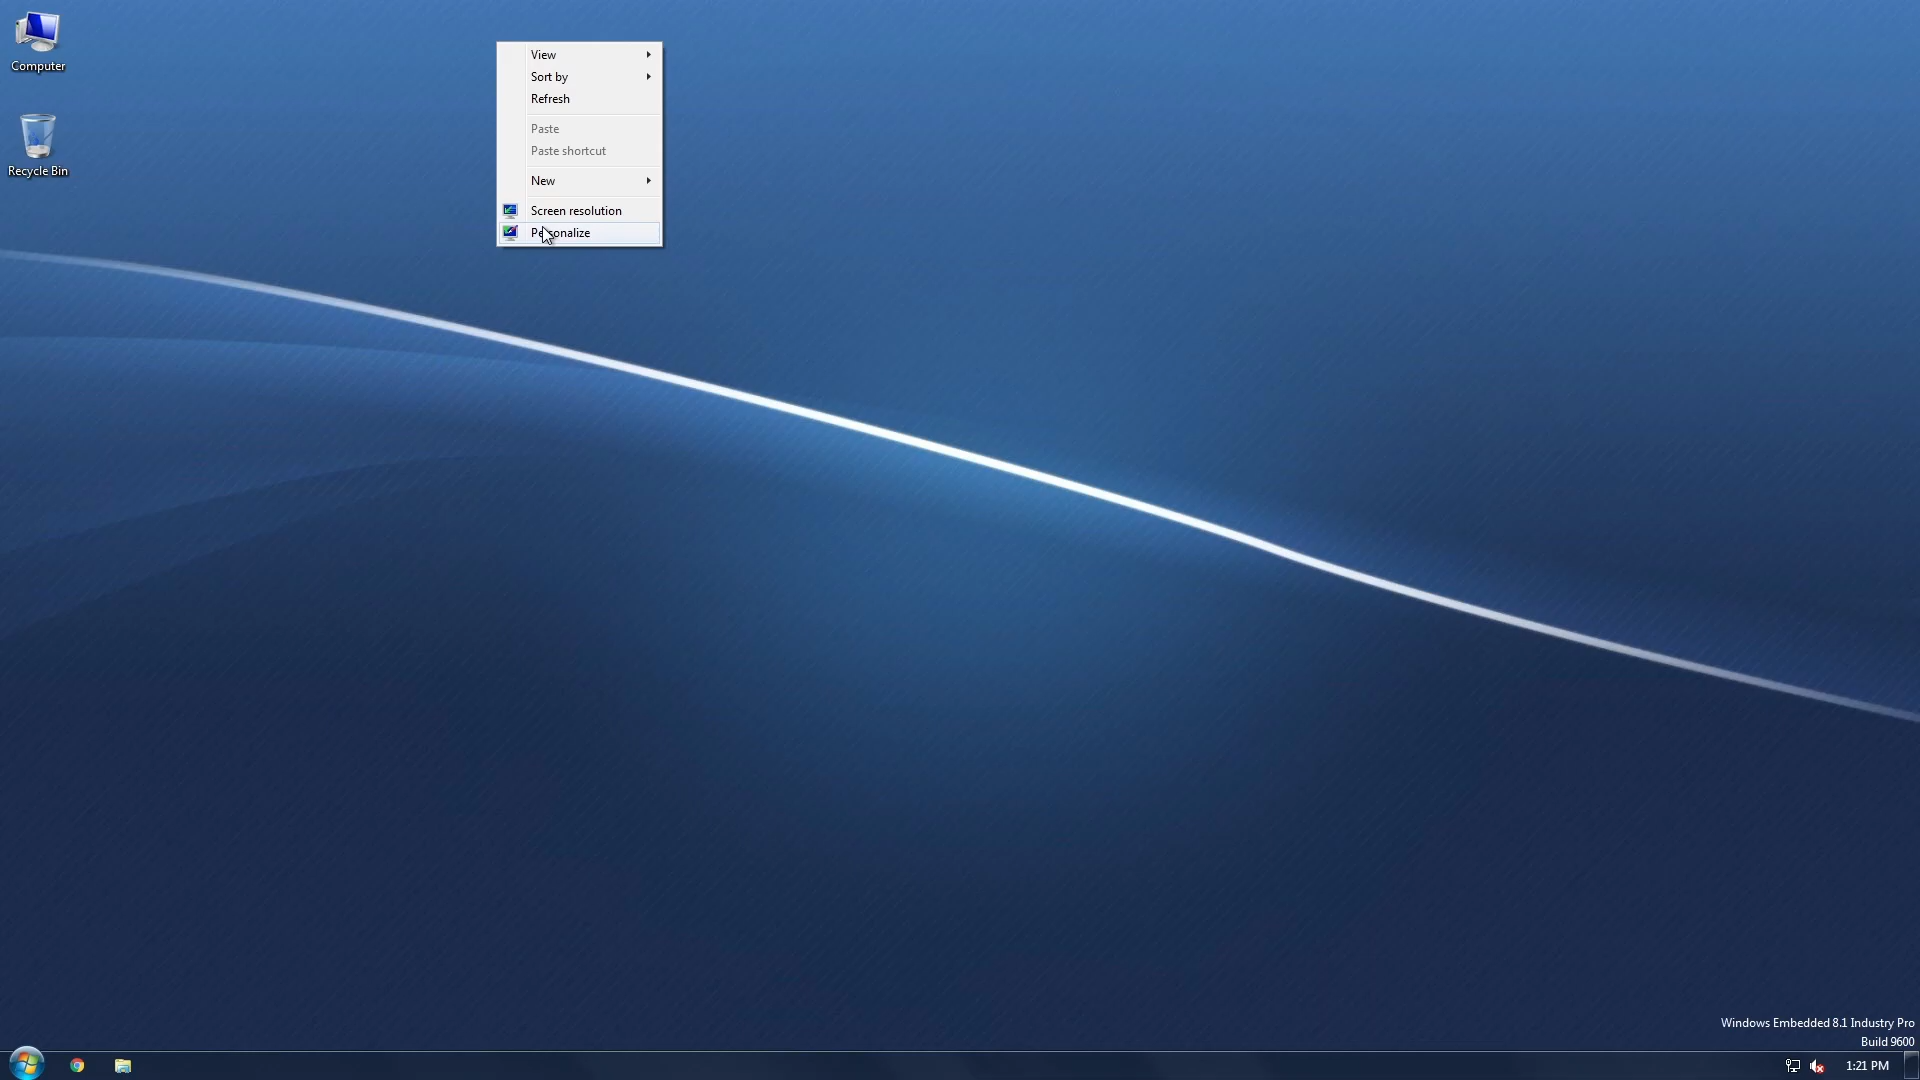 Computer
Recycle Bin
View
Sort by
Refresh
Paste
Paste shortcut
New
Screen resolution
Personalize
Windows Embedded 8.1 Industry Pro
Build 9600
1:21 PM